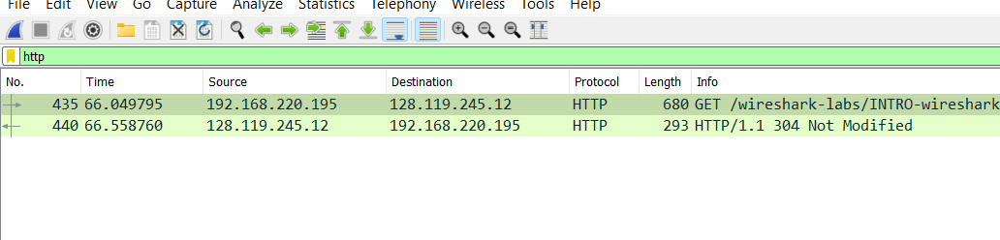 File Edit View Go Capture Analyze Statistics Telephony Wireless Tools Help
http
No. Time Source Destination Protocol Length Info
435 66.049795 192.168.220.195 128.119.245.12 HTTP 680 GET /wireshark-labs/INTRO-wireshark
440 66.558760 128.119.245.12 192.168.220.195 HTTP 293 HTTP/1.1 304 Not Modified